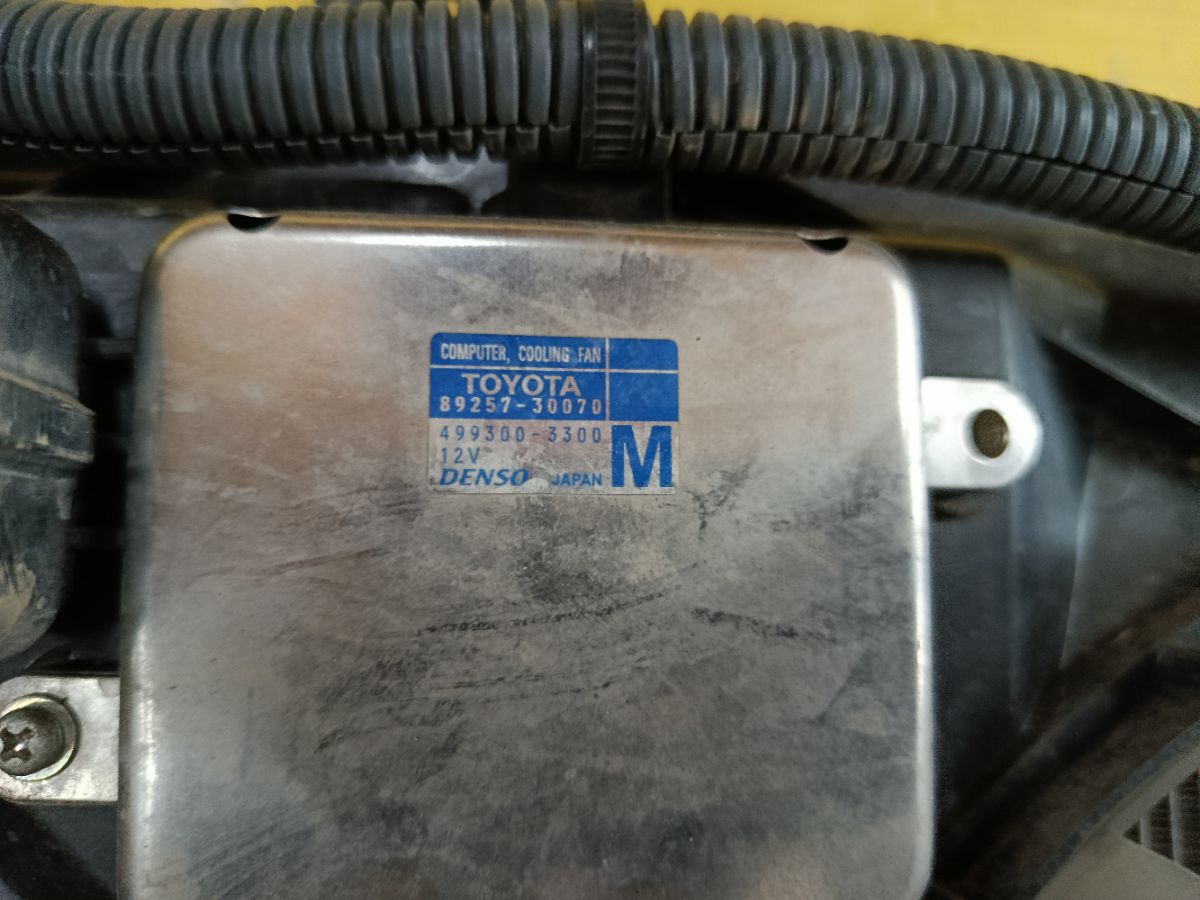 COMPUTER, COOLING FAN
TOYOTA
89257-30070
499300-3300
12V
DENSO JAPAN
M